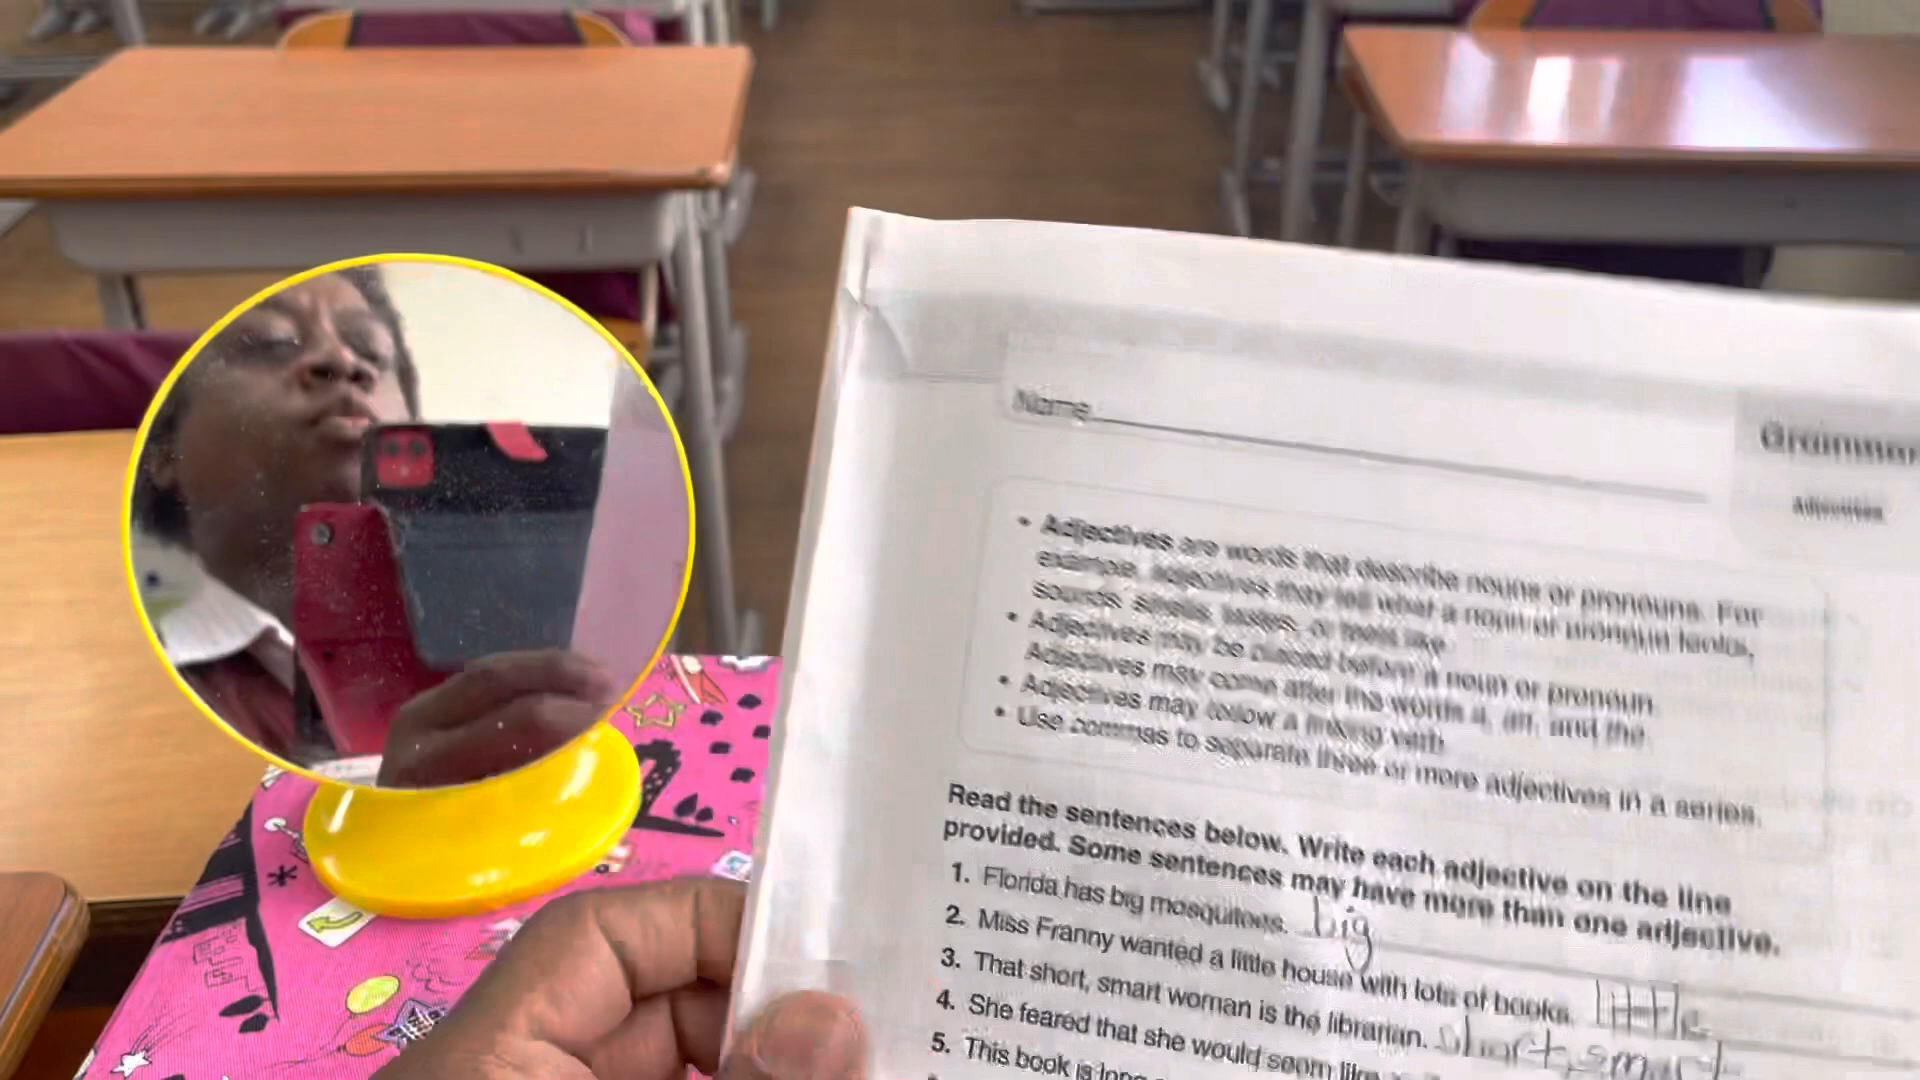 Name
Grammar
Adjectives
• Adjectives are words that describe nouns or pronouns. For
example, adjectives may tell what a noun or pronoun looks,
sounds, smells, tastes, or feels like.
• Adjectives may be placed before a noun or pronoun.
Adjectives may come after the words a, an, and the.
• Adjectives may follow a linking verb.
• Use commas to separate three or more adjectives in a series.
Read the sentences below. Write each adjective on the line
provided. Some sentences may have more than one adjective.
1. Florida has big mosquitoes. big
2. Miss Franny wanted a little house with lots of books. little
3. That short, smart woman is the librarian. short, smart
4. She feared that she would seem like
5. This book is long